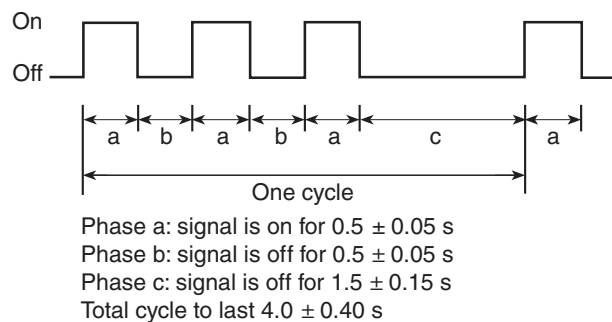 On
Off
a b a b a c a
One cycle
Phase a: signal is on for 0.5 ± 0.05 s
Phase b: signal is off for 0.5 ± 0.05 s
Phase c: signal is off for 1.5 ± 0.15 s
Total cycle to last 4.0 ± 0.40 s